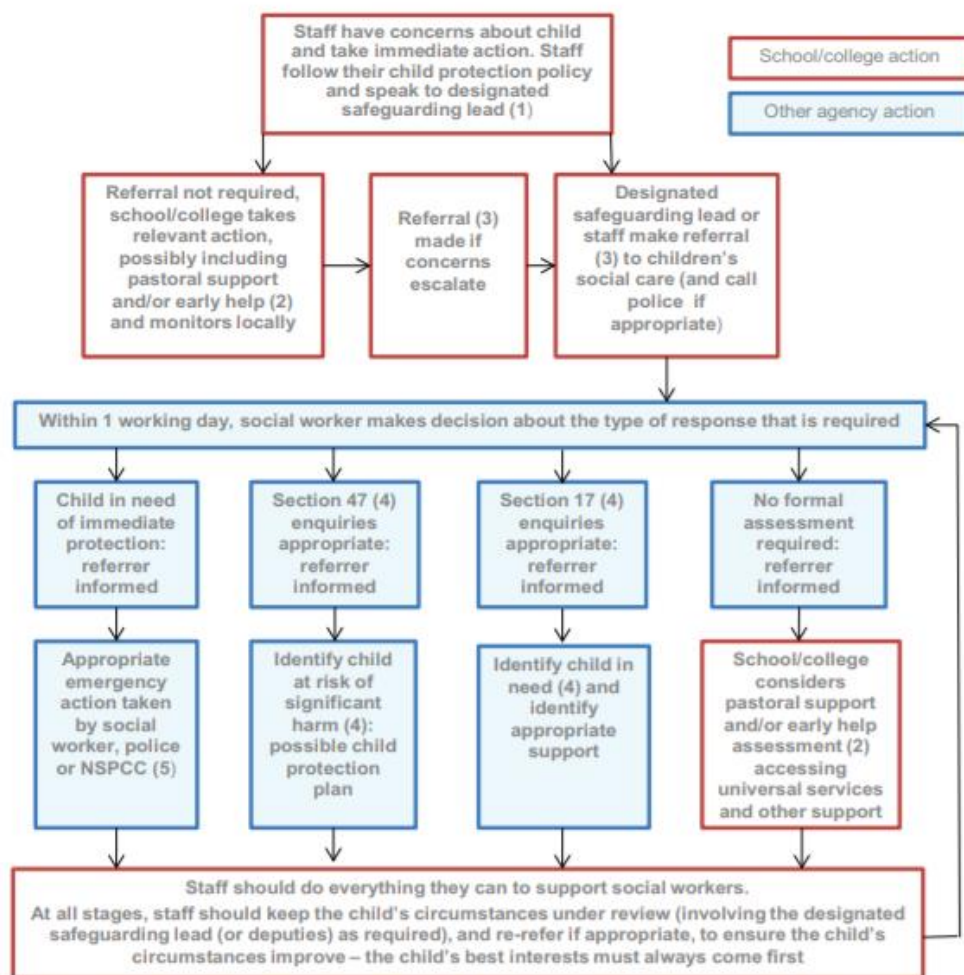 Staff have concerns about child
and take immediate action. Staff
follow their child protection policy
and speak to designated
safeguarding lead (1)
School/college action
Other agency action
Referral not required,
school/college takes
relevant action,
possibly including
pastoral support
and/or early help (2)
and monitors locally
Referral (3)
made if
concerns
escalate
Designated
safeguarding lead or
staff make referral
(3) to children's
social care (and call
police if
appropriate)
Within 1 working day, social worker makes decision about the type of response that is required
Child in need
of immediate
protection:
referrer
informed
Section 47 (4)
enquiries
appropriate:
referrer
informed
Section 17 (4)
enquiries
appropriate:
referrer
informed
No formal
assessment
required:
referrer
informed
Appropriate
emergency
action taken
by social
worker, police
or NSPCC (5)
Identify child
at risk of
significant
harm (4):
possible child
protection
plan
Identify child in
need (4) and
identify
appropriate
support
School/college
considers
pastoral support
and/or early help
assessment (2)
accessing
universal services
and other support
Staff should do everything they can to support social workers.
At all stages, staff should keep the child's circumstances under review (involving the designated
safeguarding lead (or deputies) as required), and re-refer if appropriate, to ensure the child's
circumstances improve – the child's best interests must always come first